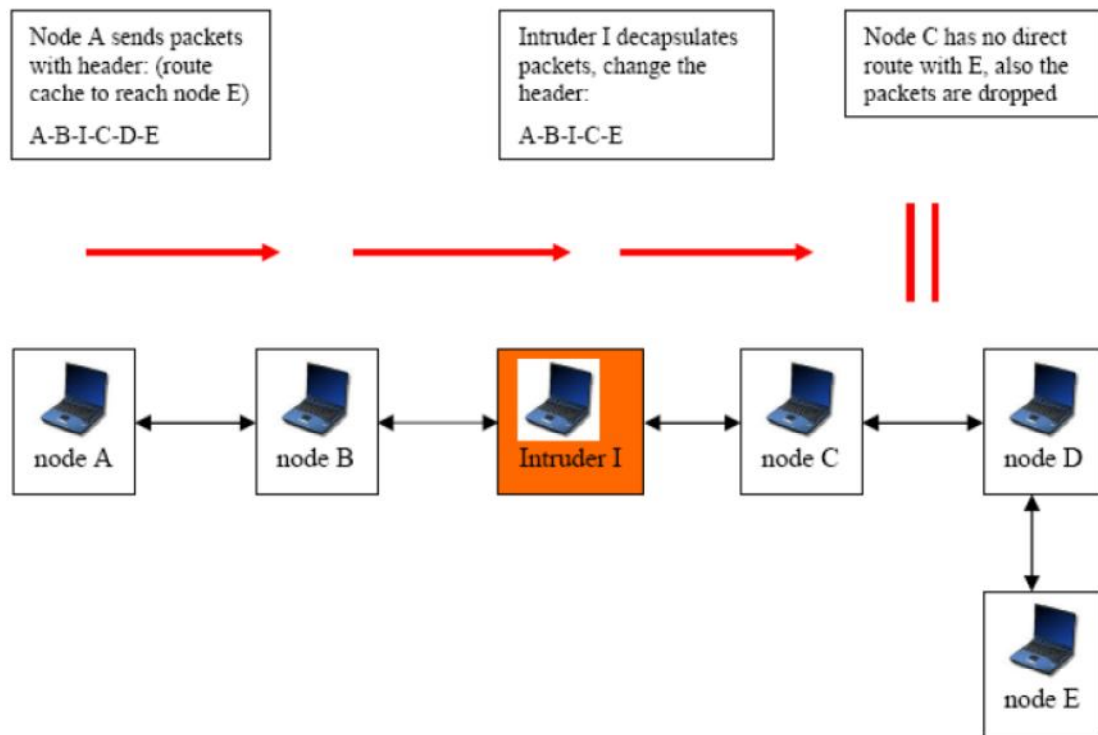 Node A sends packets
with header: (route
cache to reach node E)
A-B-I-C-D-E
Intruder I decapsulates
packets, change the
header:
A-B-I-C-E
Node C has no direct
route with E, also the
packets are dropped
node A
node B
Intruder I
node C
node D
node E